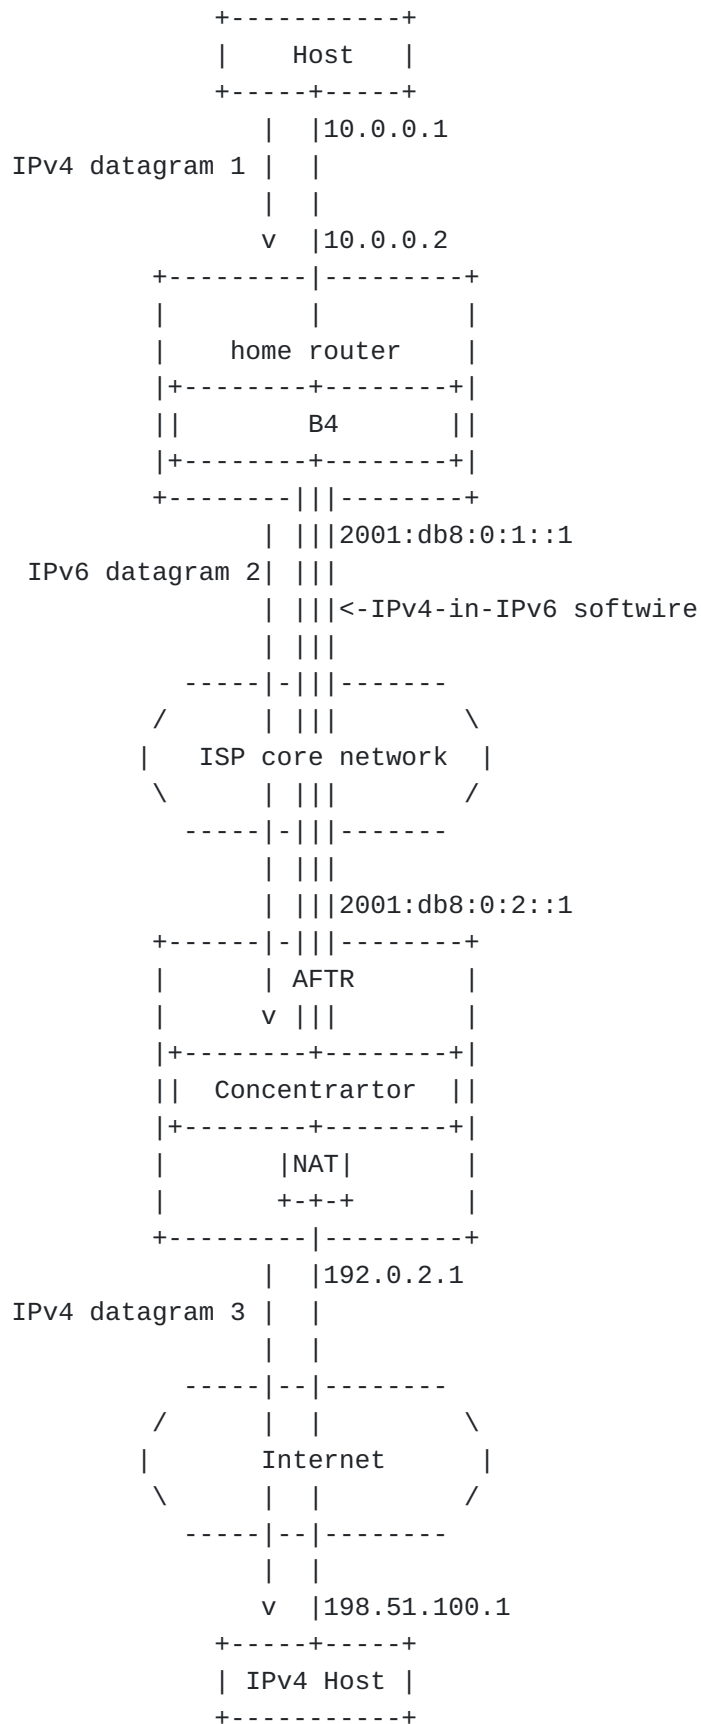 Host
10.0.0.1
IPv4 datagram 1
10.0.0.2
home router
B4
2001:db8:0:1::1
IPv6 datagram 2
<-IPv4-in-IPv6 softwire
ISP core network
2001:db8:0:2::1
AFTR
v
Concentrartor
NAT
192.0.2.1
IPv4 datagram 3
Internet
198.51.100.1
IPv4 Host